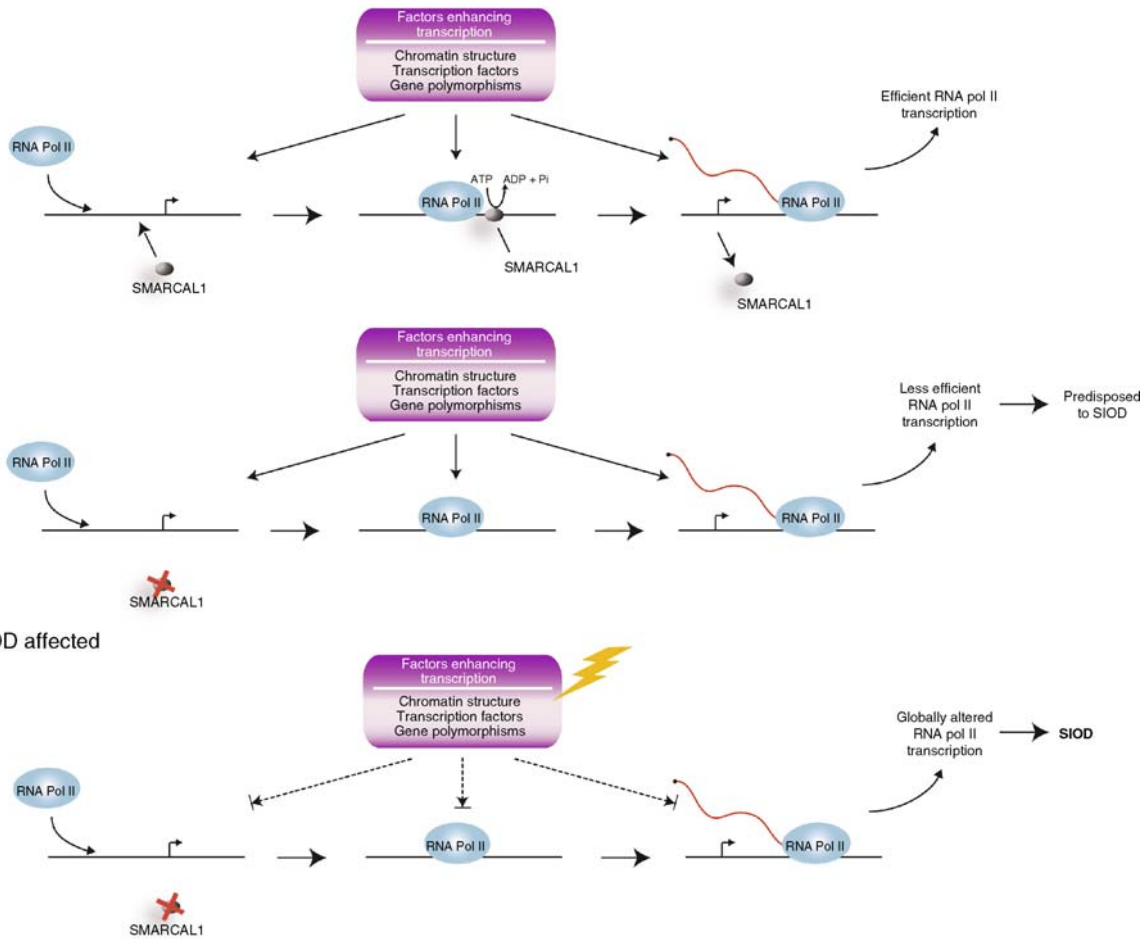 Factors enhancing
transcription
Chromatin structure
Transcription factors
Gene polymorphisms
Efficient RNA pol II
transcription
RNA Pol II
ATP ADP + Pi
RNA Pol II
RNA Pol II
SMARCAL1
SMARCAL1
SMARCAL1
Factors enhancing
transcription
Chromatin structure
Transcription factors
Gene polymorphisms
Less efficient
RNA pol II
transcription
Predisposed
to SIOD
RNA Pol II
RNA Pol II
RNA Pol II
SMARCAL1
D affected
Factors enhancing
transcription
Chromatin structure
Transcription factors
Gene polymorphisms
Globally altered
RNA pol II
transcription
SIOD
RNA Pol II
RNA Pol II
RNA Pol II
SMARCAL1